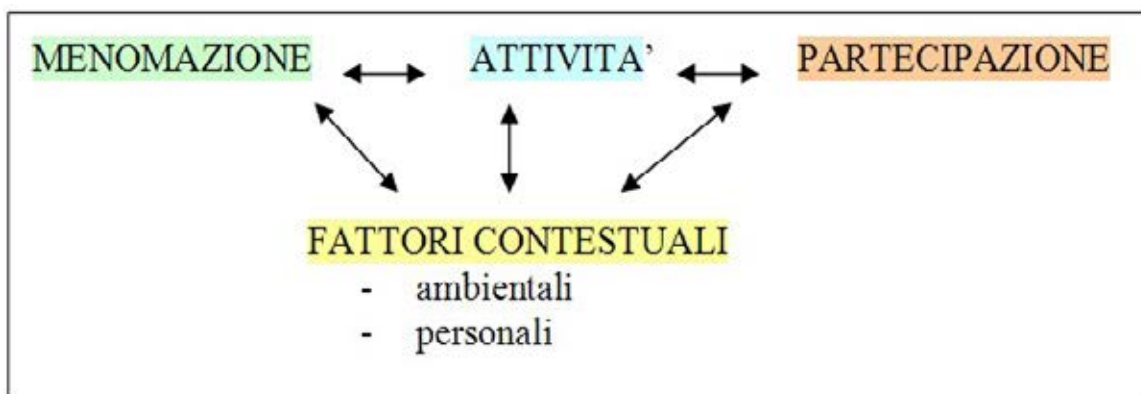 MENOMAZIONE ATTIVITA’ PARTECIPAZIONE
FATTORI CONTESTUALI
- ambientali
- personali